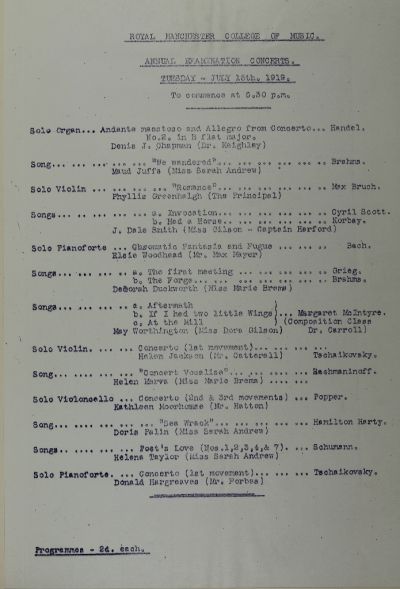 ROYAL MANCHESTER COLLEGE OF MUSIC.
ANNUAL EXAMINATION CONCERTS.
TUESDAY - JULY 15th. 1919.
To commence at 6.30 p.m.
Solo Organ... Andante maestoso and Allegro from Concerto... Handel.
No.2. in B flat major.
Denis J. Chapman (Dr. Keighley)
Song... ... ... ... ... "We wandered"... ... ... ... ... ... Brahms.
Maud Juffs (Miss Sarah Andrew)
Solo Violin ... ... ... "Romance"... ... ... ... ... ... Max Bruch.
Phyllis Greenhalgh (The Principal)
Songs... ... ... ... ... a. Invocation... ... ... ... ... Cyril Scott.
b. Had a Horse.. ... ... ... ... Korbay.
J. Dale Smith (Miss Gilson - Captain Harford)
Solo Pianoforte ... Chromatic Fantasia and Fugue ... ... ... Bach.
Elsie Woodhead (Mr. Max Mayer)
Songs... ... ... ... a. The first meeting ... ... ... ... Grieg.
b. The Forge... ... ... ... ... ... Brahms.
Deborah Duckworth (Miss Marie Brema)
Songs... ... ... ... a. Aftermath )
b. If I had two little Wings)... Margaret McIntyre.
c. At the Mill ) (Composition Class
May Worthington (Miss Dora Gilson) Dr. Carroll)
Solo Violin. ... ... Concerto (1st movement)... ... ... ...
Helen Jackson (Mr. Catterall) Tschaikovsky.
Song... ... ... ... ... "Concert Vocalise" ... ... ... ... Rachmaninoff.
Helen Marva (Miss Marie Brema) ... ... ...
Solo Violoncello ... Concerto (2nd & 3rd movements) ... ... Popper.
Kathleen Moorhouse (Mr. Hatton)
Song... ... ... ... ... "Sea Wrack"... ... ... ... ... Hamilton Harty.
Doris Palin (Miss Sarah Andrew)
Songs... ... ... ... Poet's Love (Nos.1,2,3,4,& 7). ... ... Schumann.
Helena Taylor (Miss Sarah Andrew)
Solo Pianoforte. ... Concerto (1st movement)... ... ... ... Tschaikovsky.
Donald Hargreaves (Mr. Forbes)
Programmes - 2d. each.